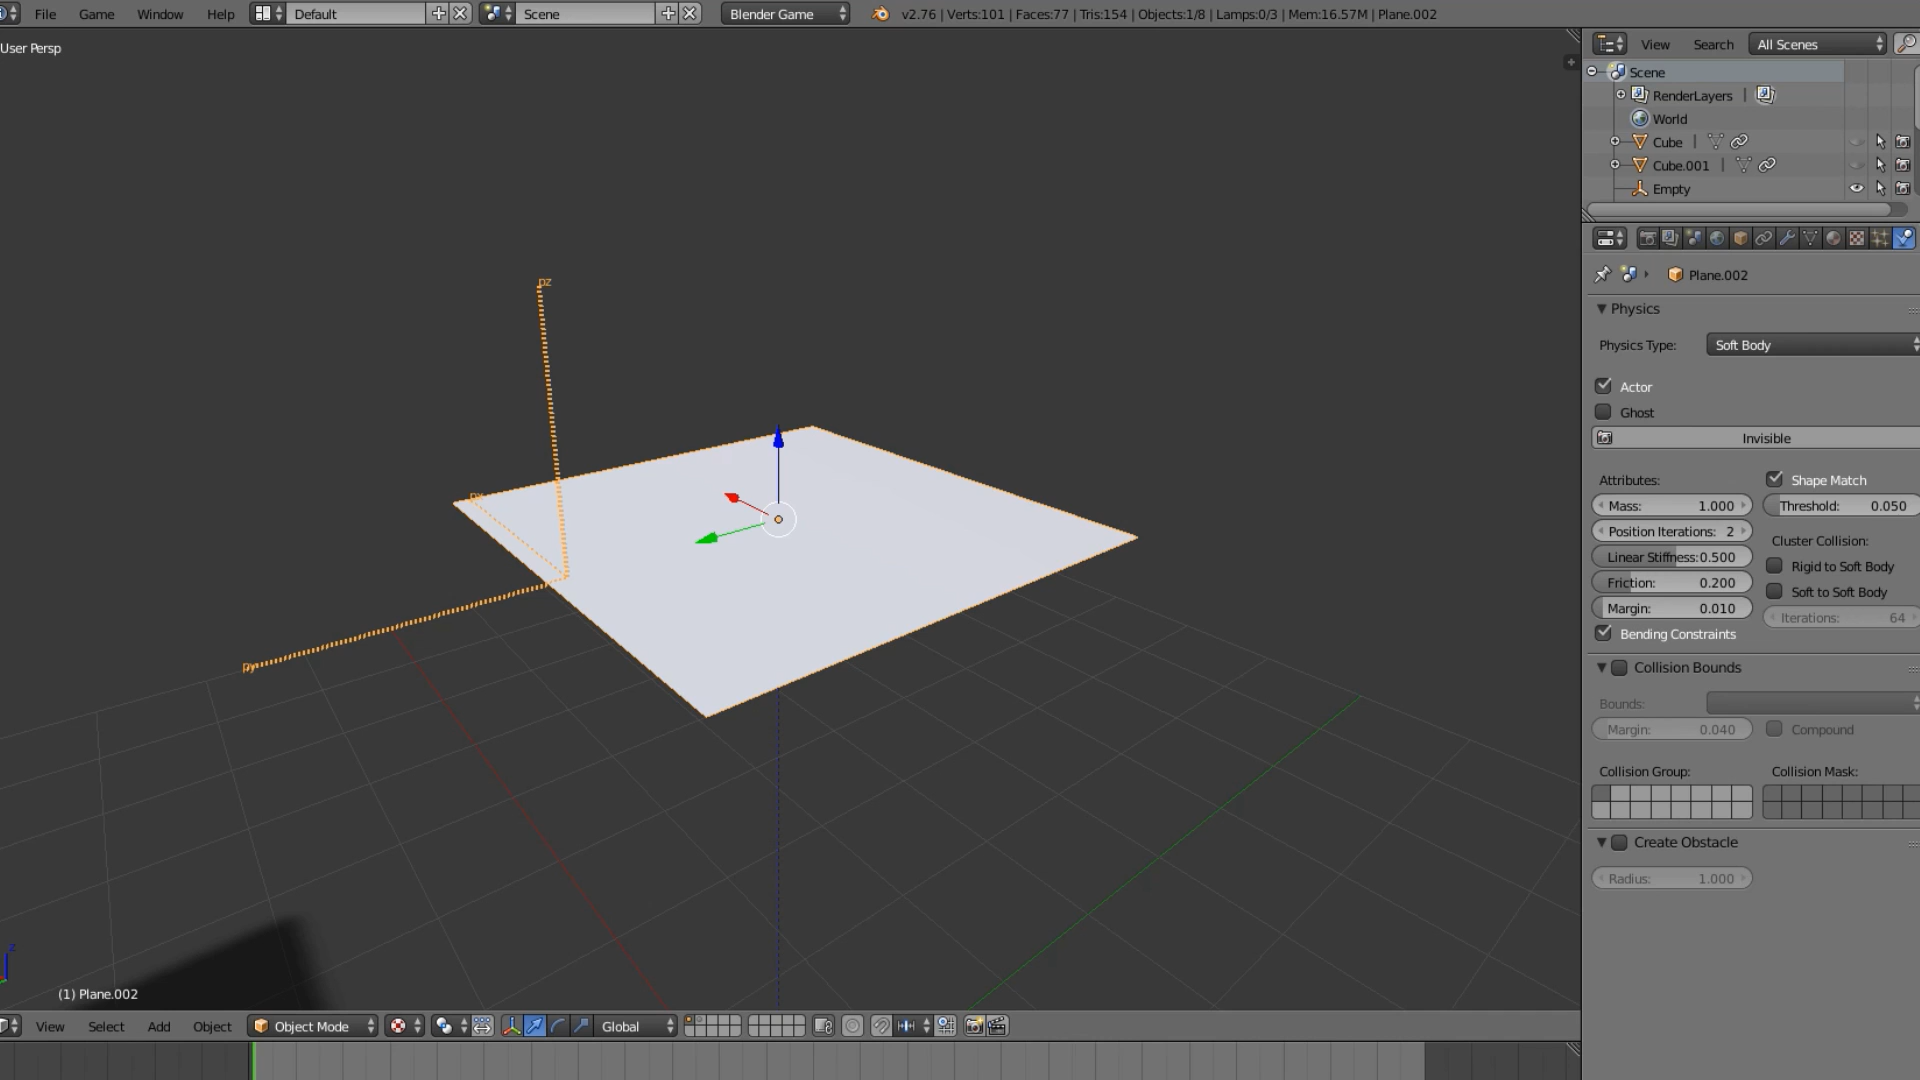 File Game Window Help Default Scene Blender Game v2.76 | Verts:101 | Faces:77 | Tris:154 | Objects:1/8 | Lamps:0/3 | Mem:16.57M | Plane.002
User Persp
View Search All Scenes
Scene
RenderLayers |
World
Cube |
Cube.001 |
Empty
Plane.002
Physics
Physics Type: Soft Body
Actor
Ghost
Invisible
Attributes: Shape Match
Mass: 1.000 Threshold: 0.050
Position Iterations: 2
Cluster Collision:
Linear Stiffness:0.500
Rigid to Soft Body
Friction: 0.200
Soft to Soft Body
Margin: 0.010
Iterations: 64
Bending Constraints
Collision Bounds
Bounds:
Margin: 0.040 Compound
Collision Group: Collision Mask:
Create Obstacle
Radius: 1.000
pz
px
py
z
(1) Plane.002
View Select Add Object Object Mode Global